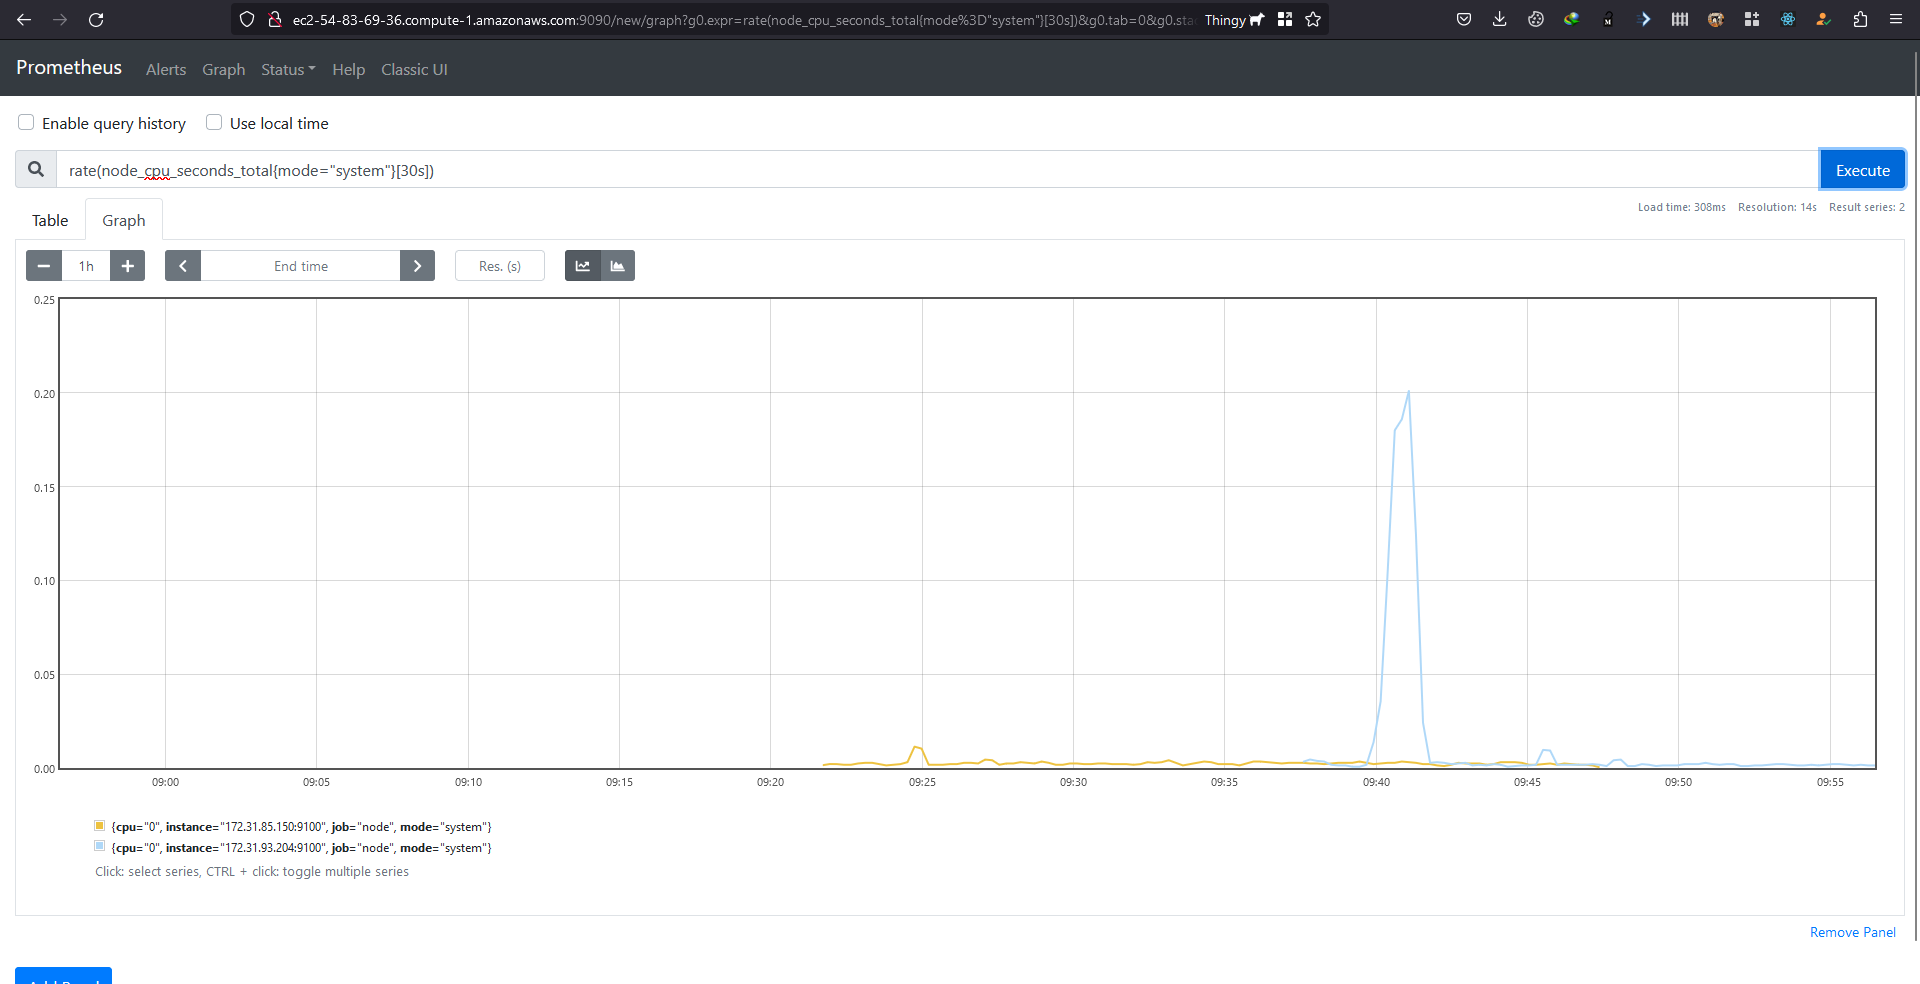 ec2-54-83-69-36.compute-1.amazonaws.com:9090/new/graph?g0.expr=rate(node_cpu_seconds_total{mode%3D"system"}[30s])&g0.tab=0&g0.sta Thingy
Prometheus Alerts Graph Status Help Classic UI
Enable query history Use local time
rate(node_cpu_seconds_total{mode="system"}[30s]) Execute
Table Graph Load time: 308ms Resolution: 14s Result series: 2
1h End time Res. (s)
0.25
0.20
0.15
0.10
0.05
0.00
09:00 09:05 09:10 09:15 09:20 09:25 09:30 09:35 09:40 09:45 09:50 09:55
{cpu="0", instance="172.31.85.150:9100", job="node", mode="system"}
{cpu="0", instance="172.31.93.204:9100", job="node", mode="system"}
Click: select series, CTRL + click: toggle multiple series
Remove Panel